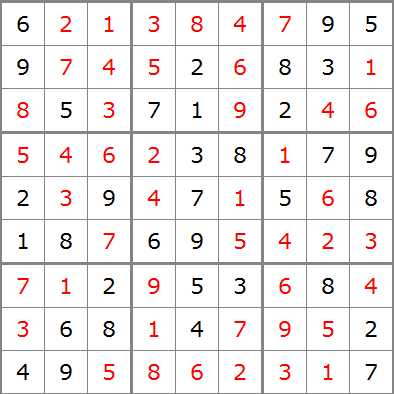 6 2 1 3 8 4 7 9 5
9 7 4 5 2 6 8 3 1
8 5 3 7 1 9 2 4 6
5 4 6 2 3 8 1 7 9
2 3 9 4 7 1 5 6 8
1 8 7 6 9 5 4 2 3
7 1 2 9 5 3 6 8 4
3 6 8 1 4 7 9 5 2
4 9 5 8 6 2 3 1 7